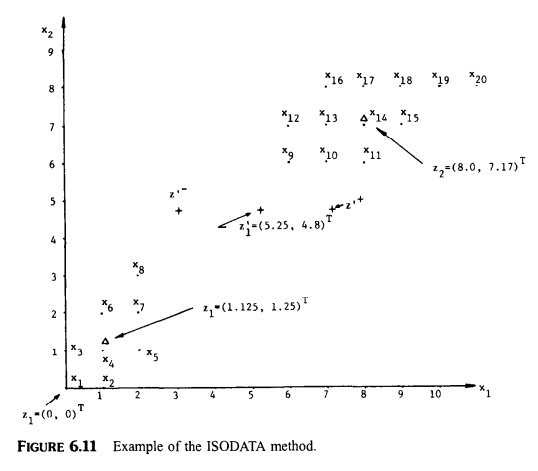 x2
9
x16 x17 x18 x19 x20
8
x12 x13 x14 x15
7
x9 x10 x11
6
z2=(8.0, 7.17)T
z'-
5
z'+
z'1=(5.25, 4.8)T
4
x8
3
x6 x7
z1=(1.125, 1.25)T
2
x3
x4
x5
1
x1 x2
x1
1 2 3 4 5 6 7 8 9 10
z1=(0, 0)T
FIGURE 6.11 Example of the ISODATA method.